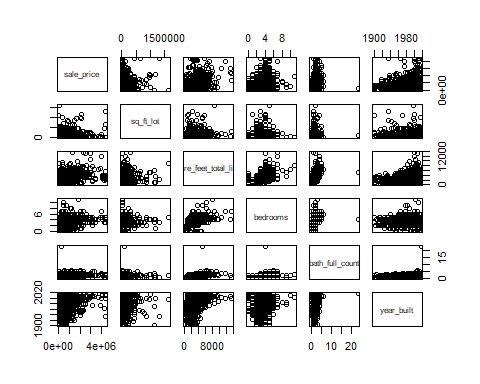 0 1500000 0 4 8 1900 1980
sale_price
0e+00
sq_ft_lot
0
re_feet_total_li
0 12000
bedrooms
0 6
bath_full_count
0 15
year_built
1900 2020
0e+00 4e+06 0 8000 0 10 20